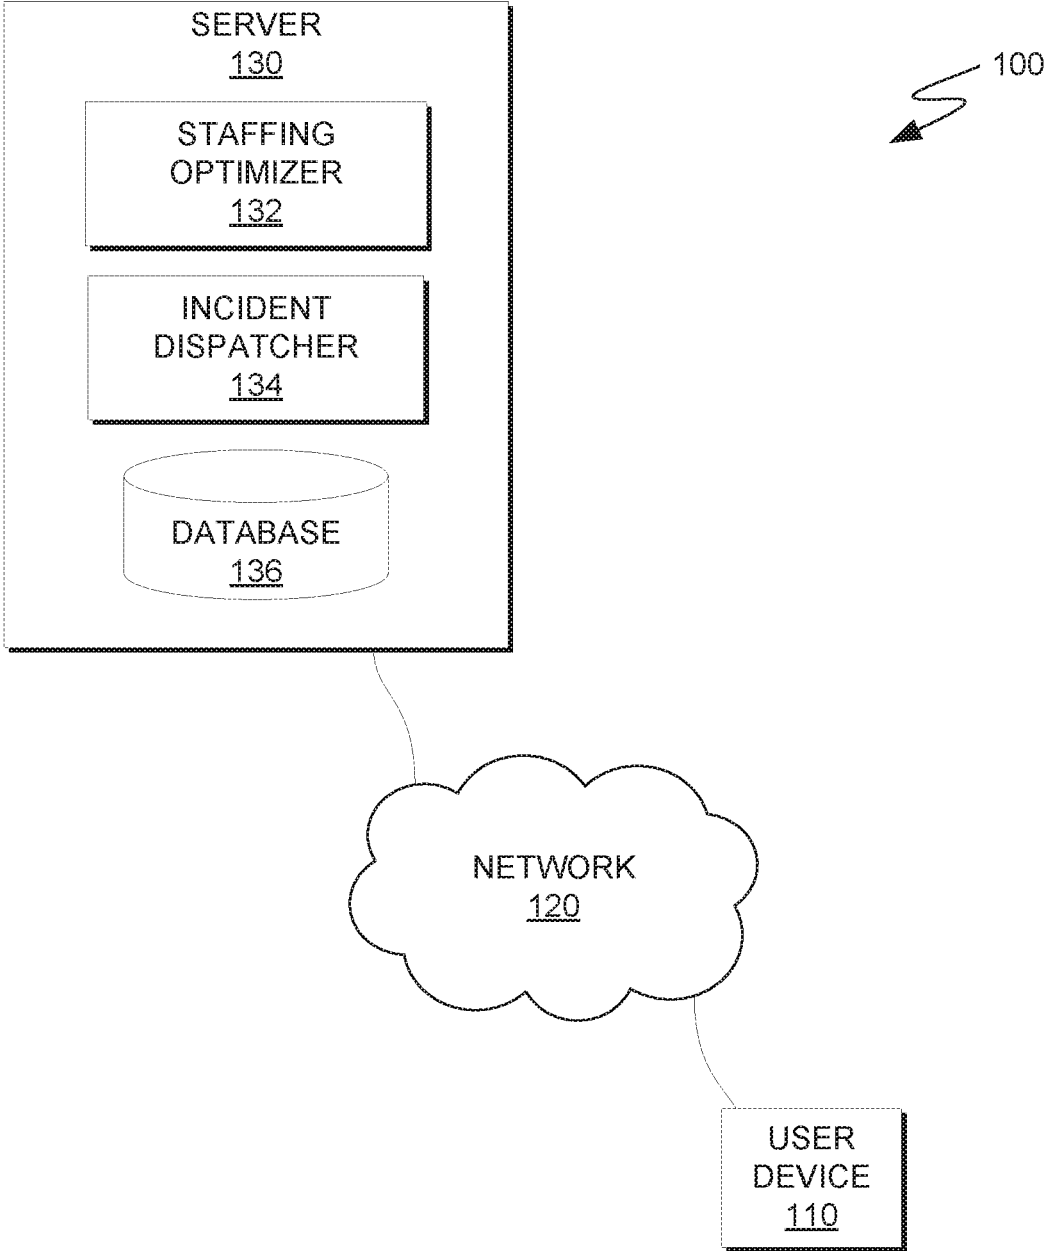 SERVER
130
100
STAFFING
OPTIMIZER
132
INCIDENT
DISPATCHER
134
DATABASE
136
NETWORK
120
USER
DEVICE
110